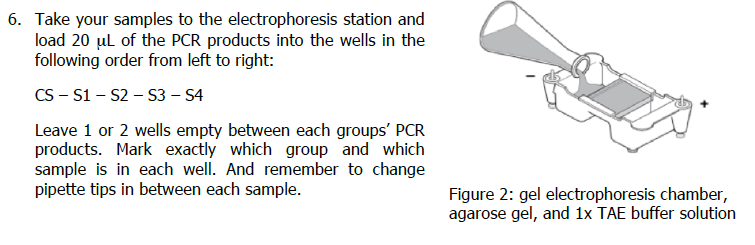 6. Take your samples to the electrophoresis station and
load 20 µL of the PCR products into the wells in the
following order from left to right:
CS – S1 – S2 – S3 – S4
Leave 1 or 2 wells empty between each groups' PCR
products. Mark exactly which group and which
sample is in each well. And remember to change
pipette tips in between each sample.
-
+
Figure 2: gel electrophoresis chamber,
agarose gel, and 1x TAE buffer solution